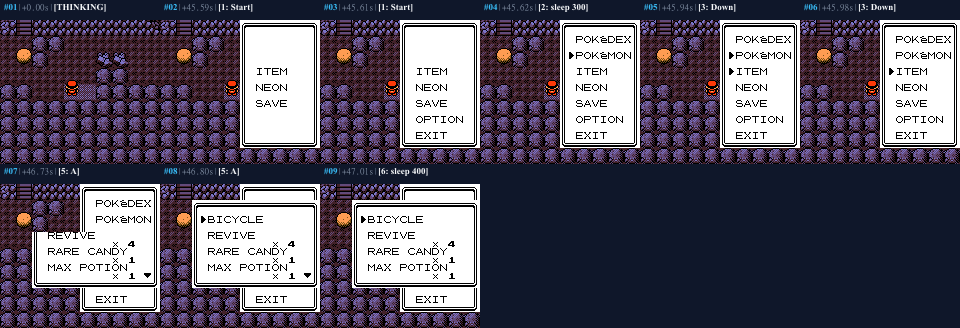 #01|+0.00s|[THINKING]
#02|+45.59s|[1: Start]
ITEM
NEON
SAVE
#03|+45.61s|[1: Start]
ITEM
NEON
SAVE
OPTION
EXIT
#04|+45.62s|[2: sleep 300]
POKéDEX
▶POKéMON
ITEM
NEON
SAVE
OPTION
EXIT
#05|+45.94s|[3: Down]
POKéDEX
▶POKéMON
▶ITEM
NEON
SAVE
OPTION
EXIT
#06|+45.98s|[3: Down]
POKéDEX
POKéMON
▶ITEM
NEON
SAVE
OPTION
EXIT
#07|+46.73s|[5: A]
POKéDEX
POKéMON
REVIVE
× 4
RARE CANDY
× 1
MAX POTION
× 1 ▼
EXIT
#08|+46.80s|[5: A]
▶BICYCLE
REVIVE
× 4
RARE CANDY
× 1
MAX POTION
× 1 ▼
EXIT
#09|+47.01s|[6: sleep 400]
▶BICYCLE
REVIVE
× 4
RARE CANDY
× 1
MAX POTION
× 1
EXIT